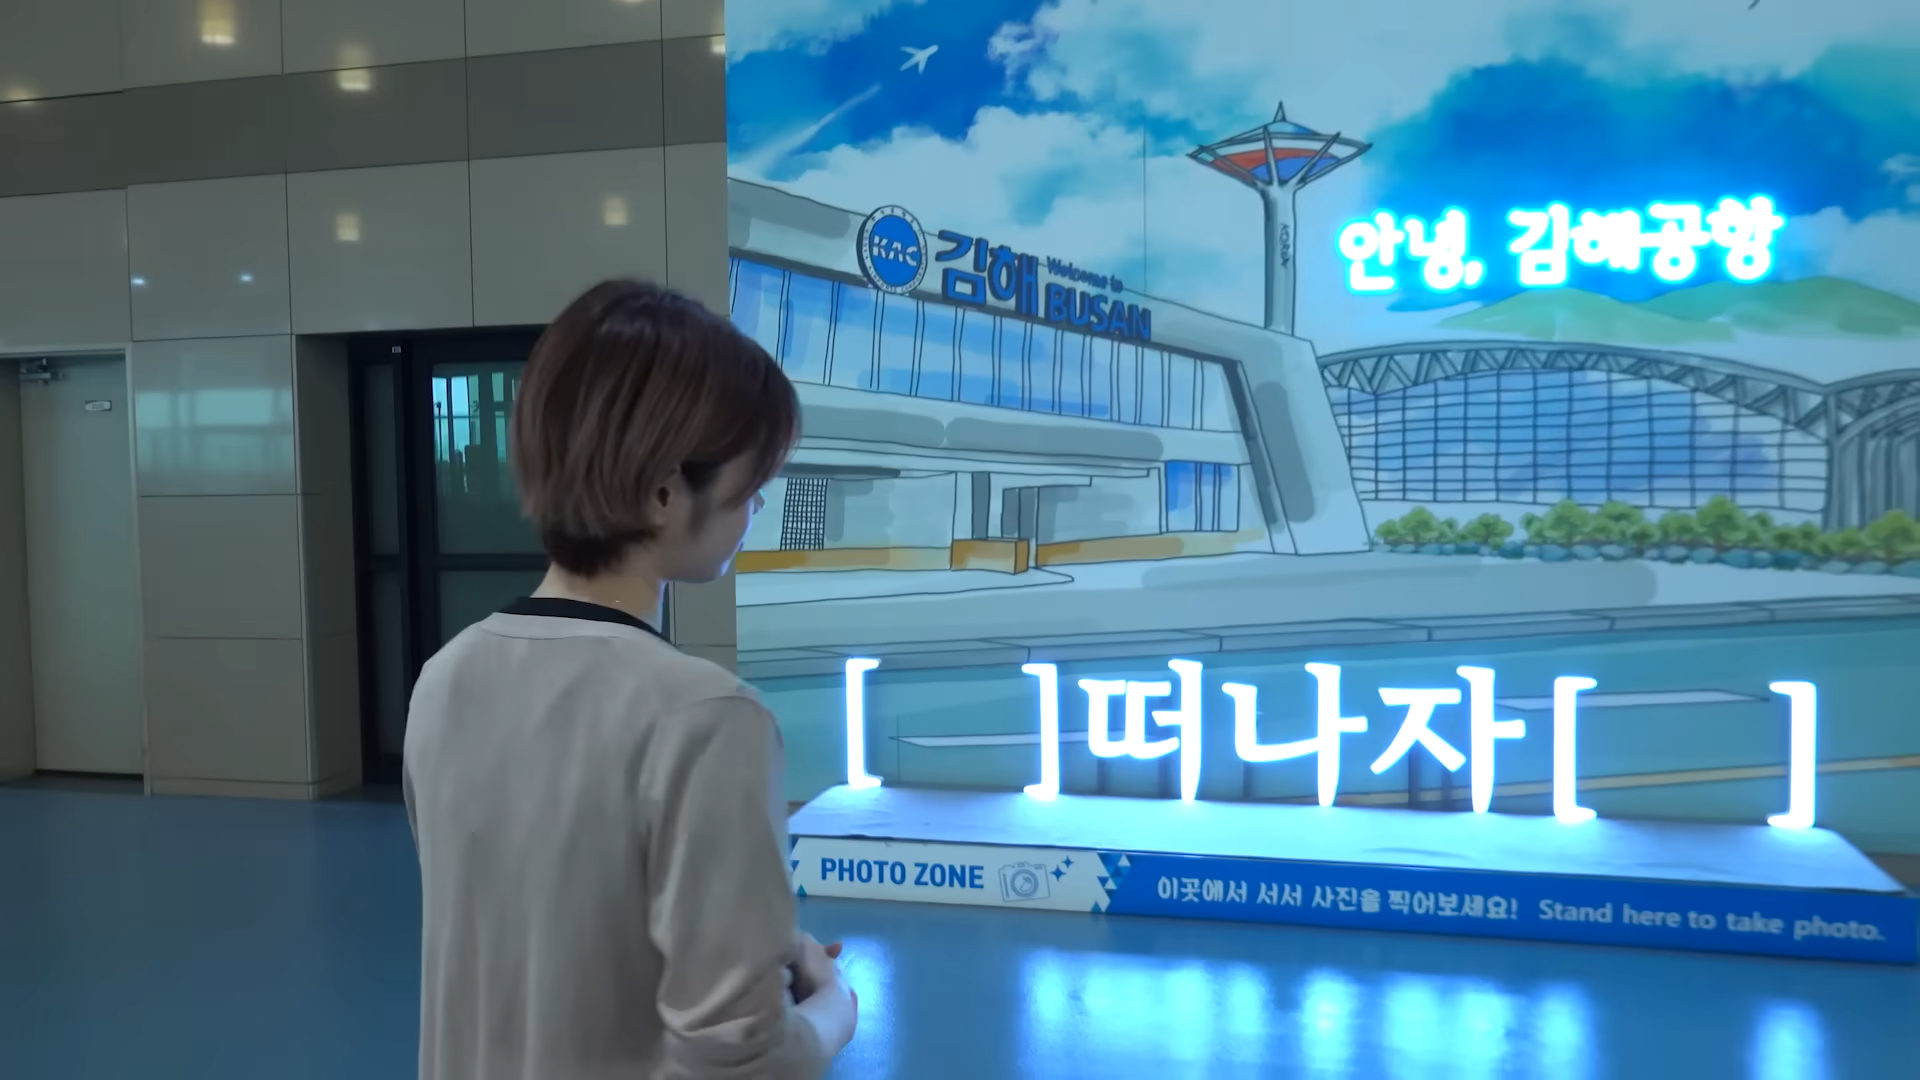 안녕, 김해공항
KAC
김해 Welcome to BUSAN
KOREA
[ ] 떠나자 [ ]
PHOTO ZONE 이곳에서 서서 사진을 찍어보세요! Stand here to take photo.